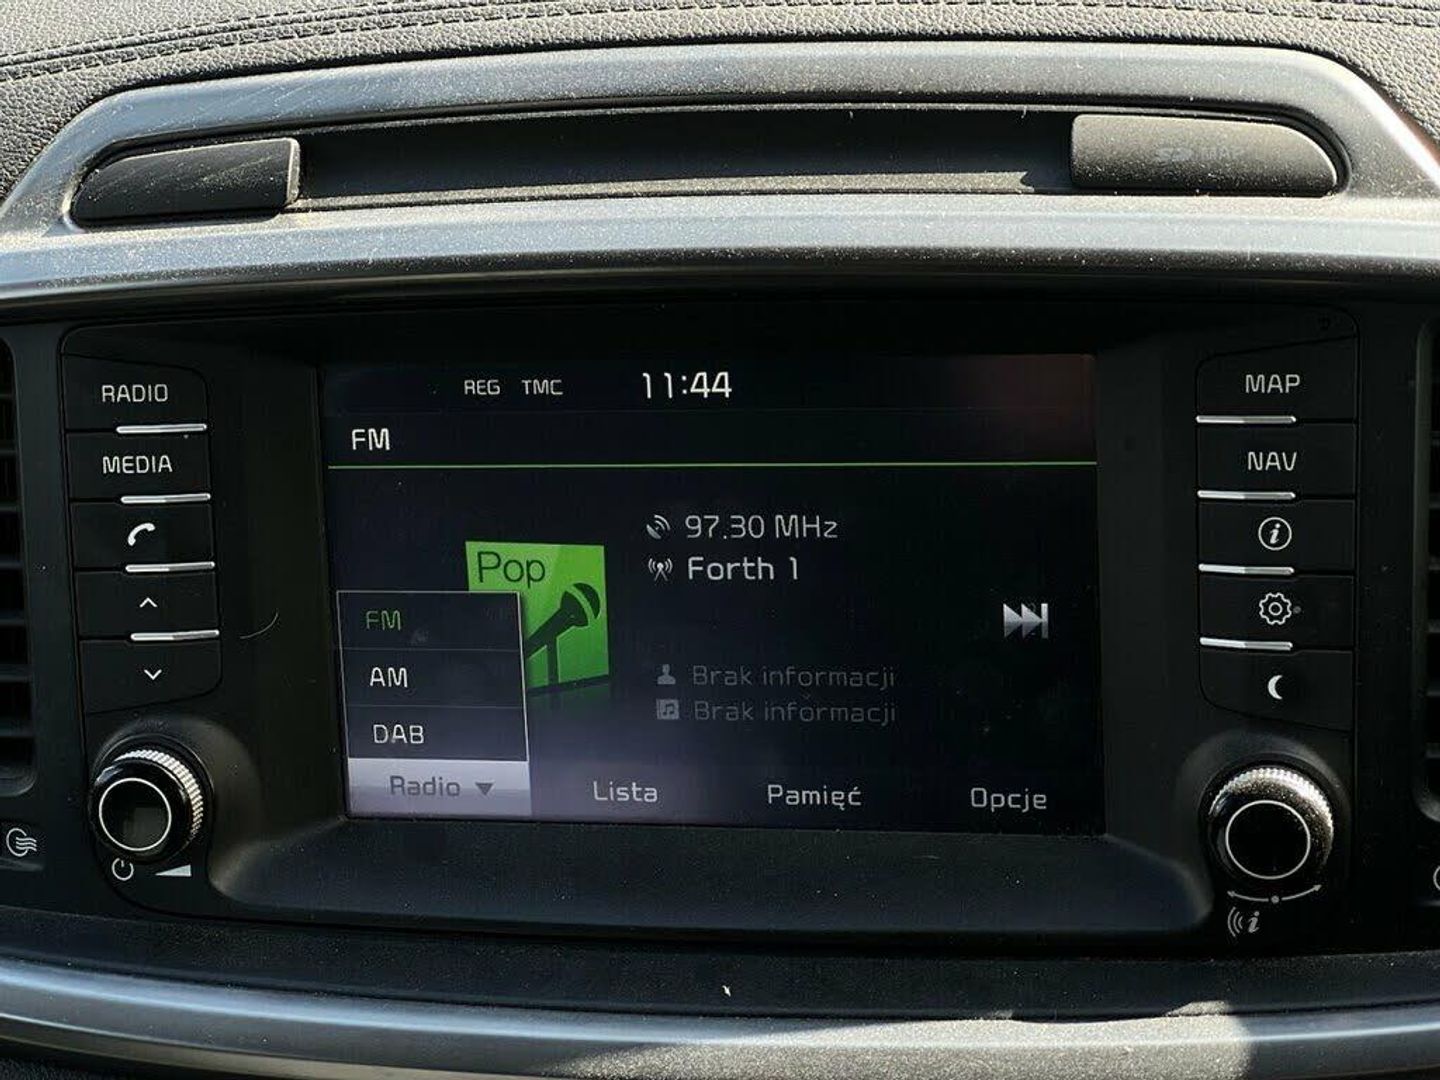 RADIO
MEDIA
REG TMC 11:44
FM
97.30 MHz
Forth 1
Pop
FM
AM
DAB
Brak informacji
Brak informacji
Radio ▼
Lista
Pamięć
Opcje
MAP
NAV
i
i